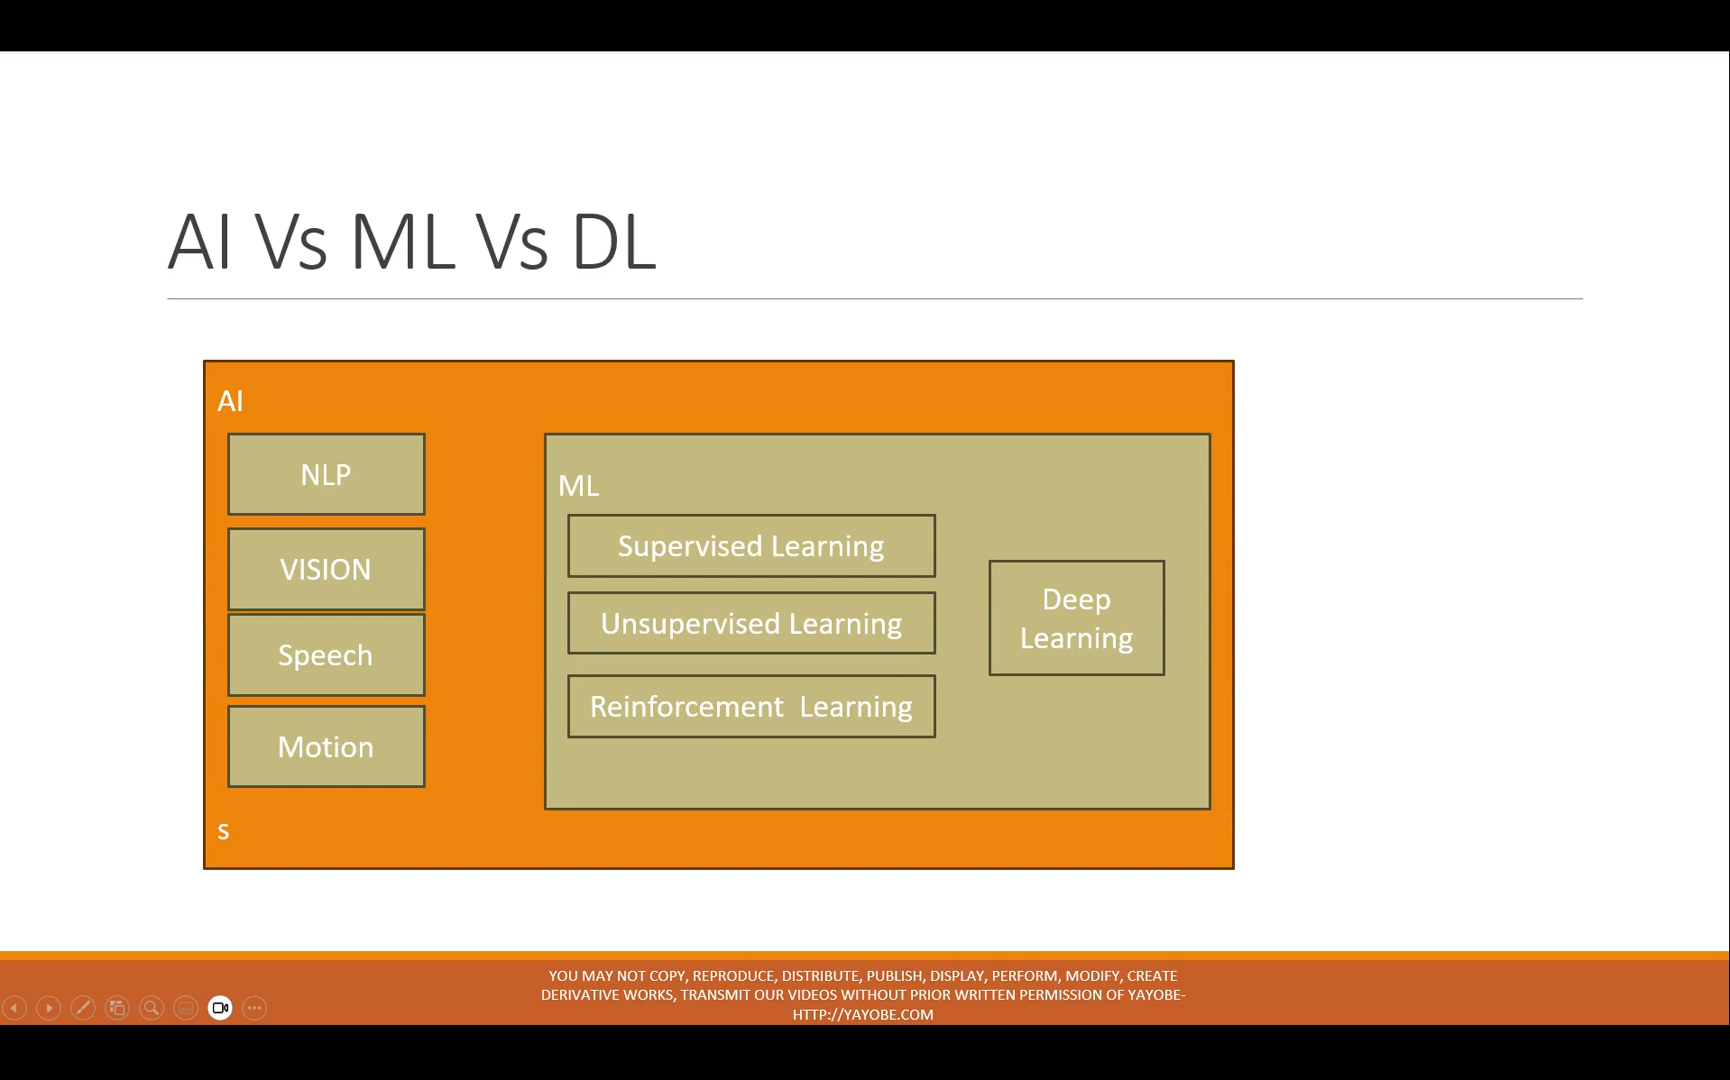 AI Vs ML Vs DL
AI
NLP
VISION
Speech
Motion
s
ML
Supervised Learning
Unsupervised Learning
Reinforcement  Learning
Deep
Learning
YOU MAY NOT COPY, REPRODUCE, DISTRIBUTE, PUBLISH, DISPLAY, PERFORM, MODIFY, CREATE
DERIVATIVE WORKS, TRANSMIT OUR VIDEOS WITHOUT PRIOR WRITTEN PERMISSION OF YAYOBE-
HTTP://YAYOBE.COM